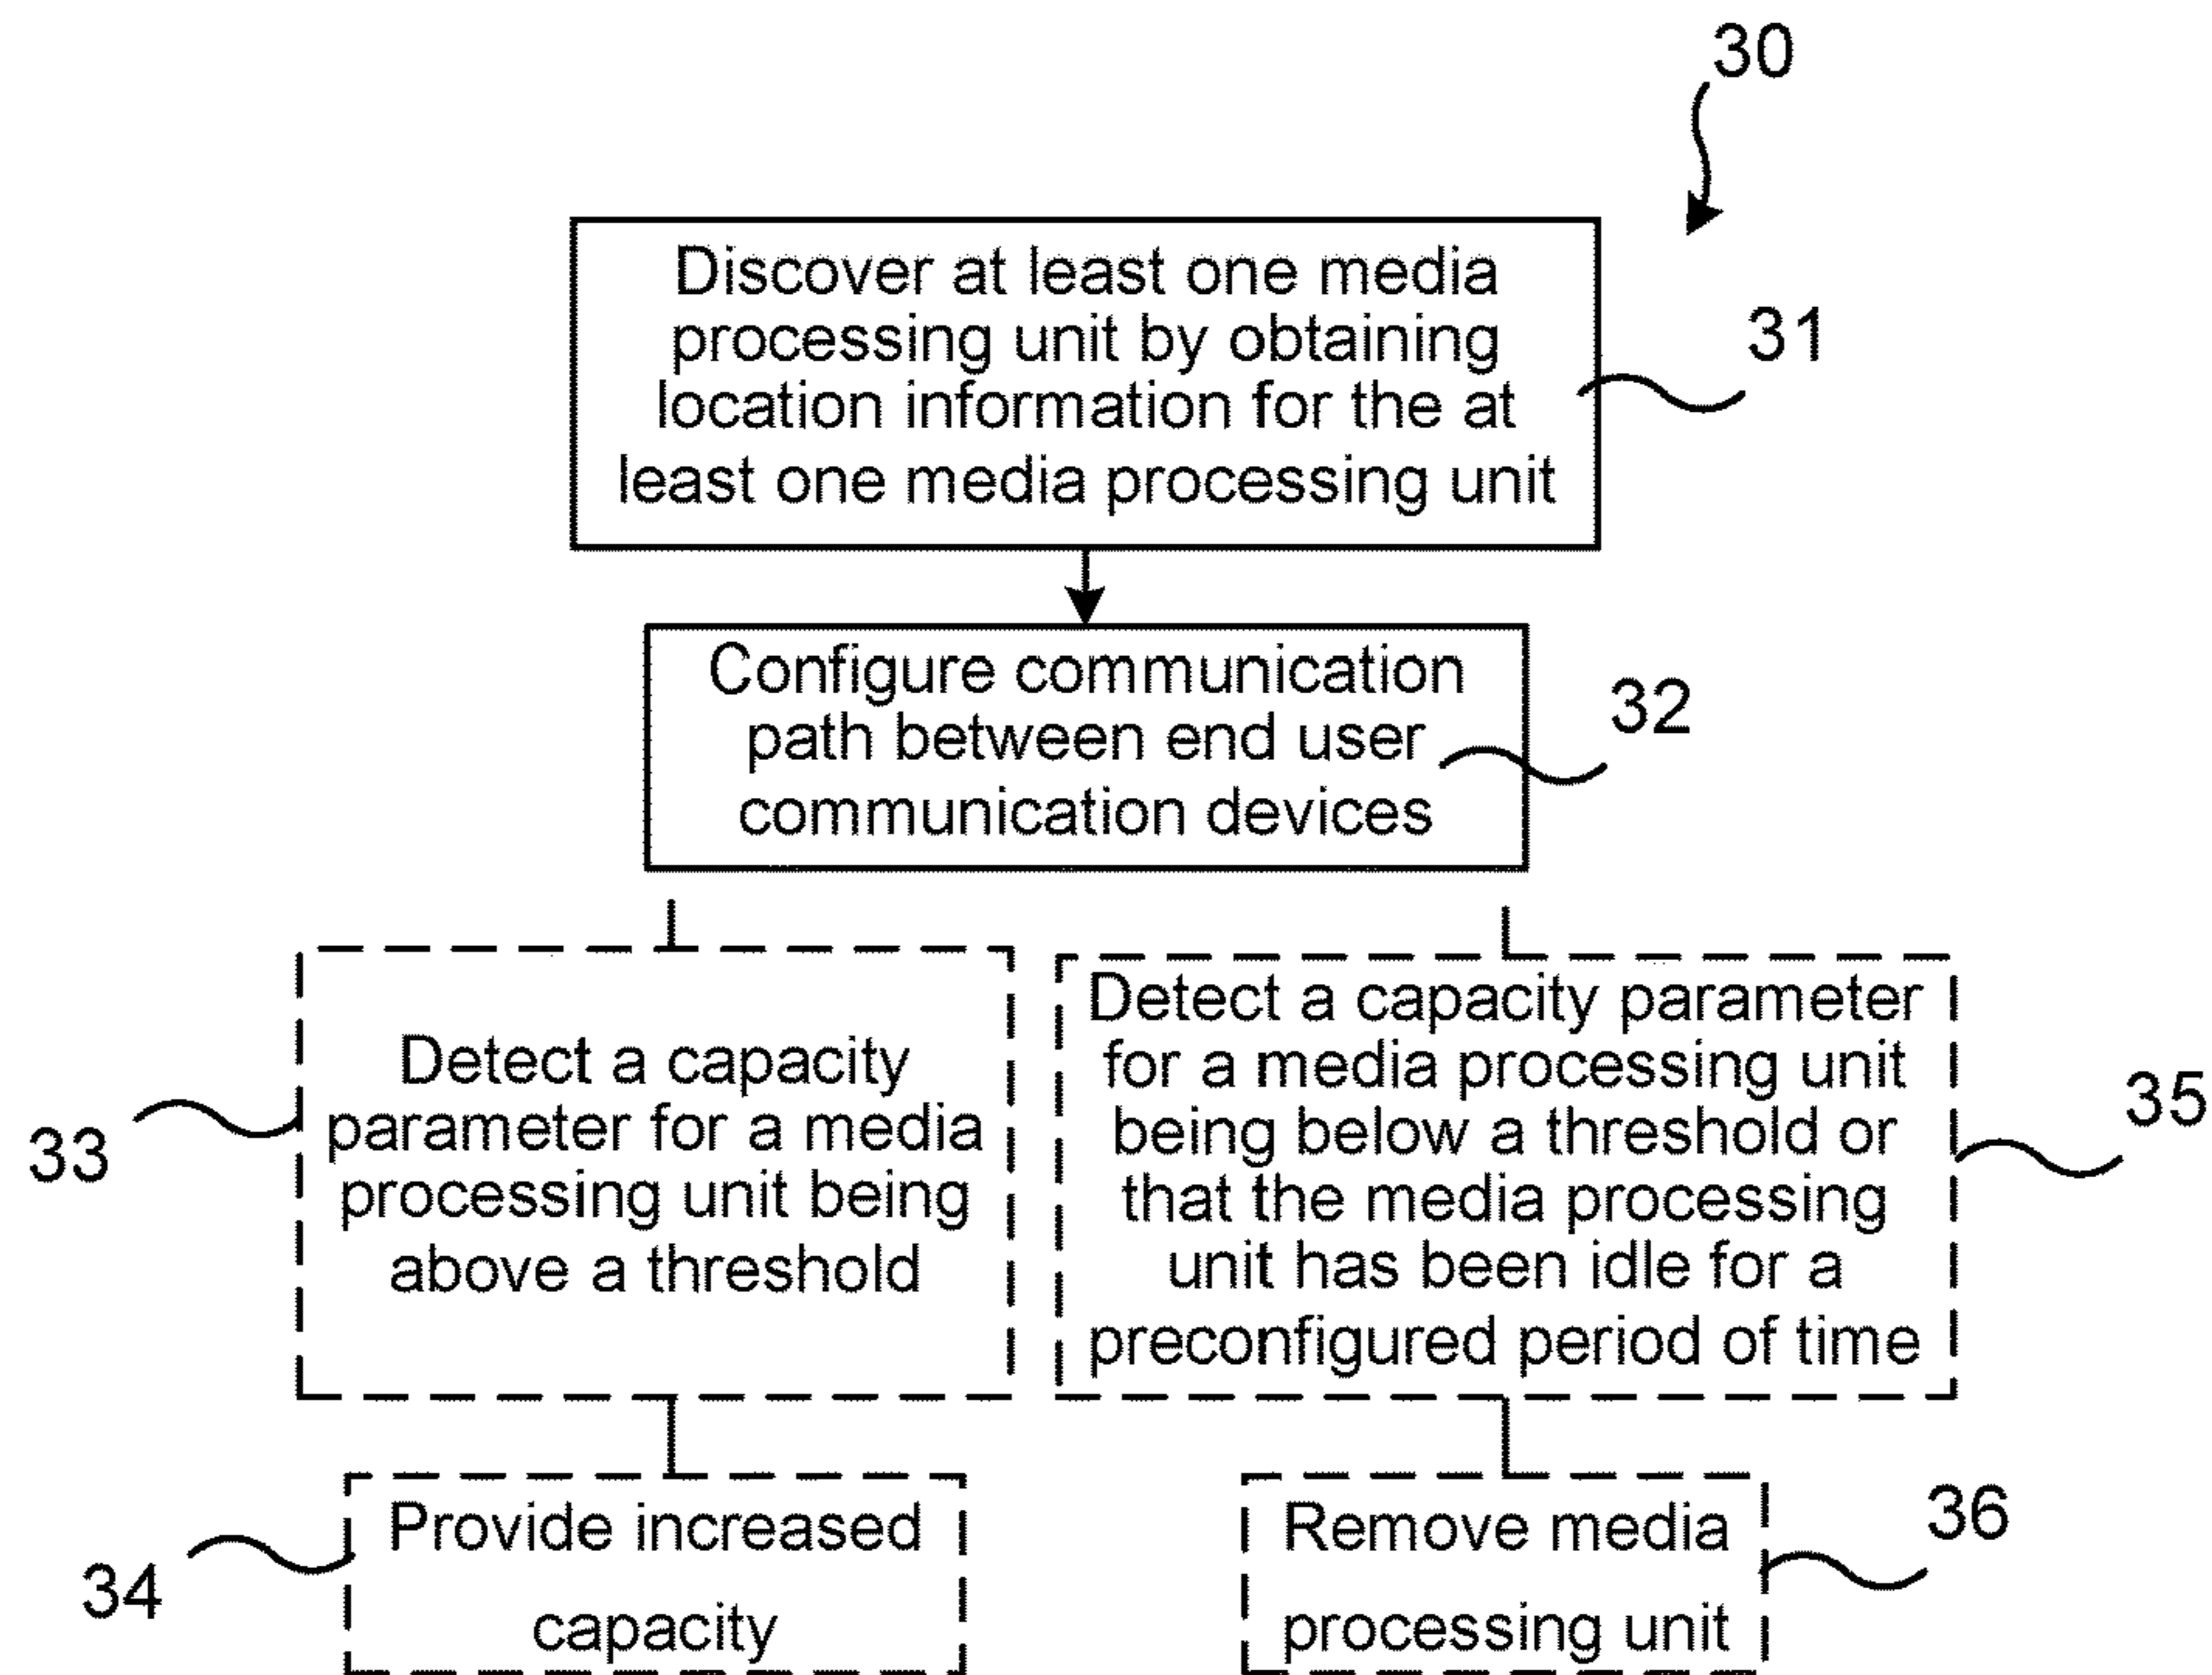 30
Discover at least one media
processing unit by obtaining
location information for the at
least one media processing unit
31
Configure communication
path between end user
communication devices
32
Detect a capacity
parameter for a media
processing unit being
above a threshold
33
Detect a capacity parameter
for a media processing unit
being below a threshold or
that the media processing
unit has been idle for a
preconfigured period of time
35
Provide increased
capacity
34
Remove media
processing unit
36